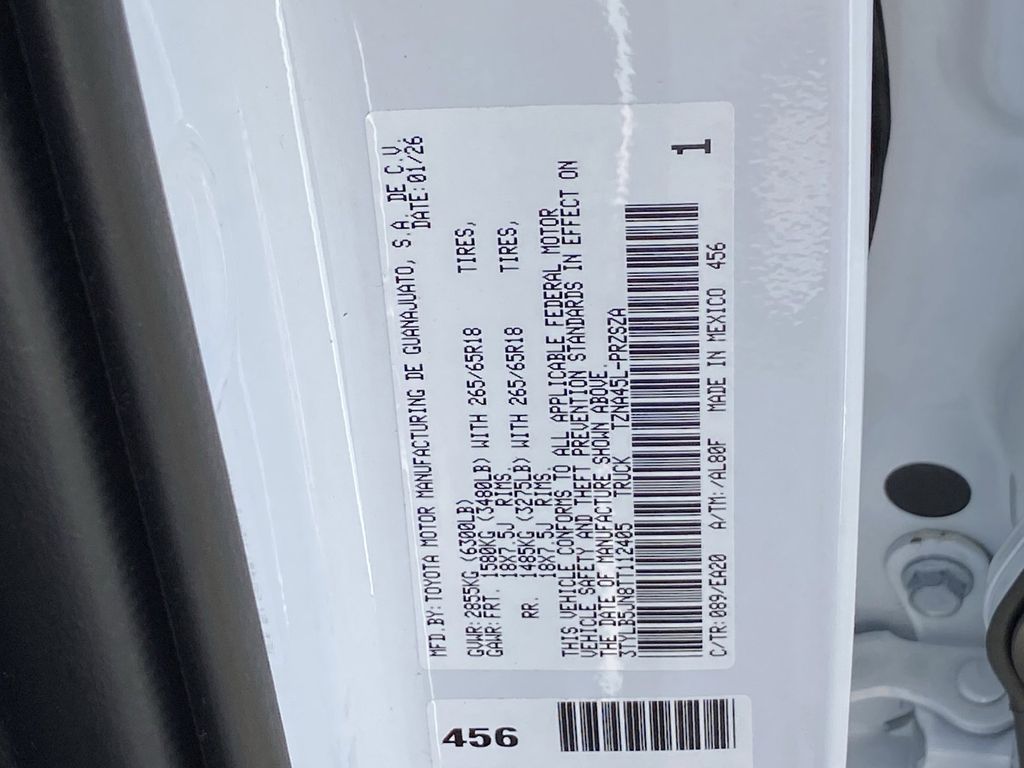 MFD.BY:TOYOTA MOTOR MANUFACTURING DE GUANAJUATO, S.A. DE C.V.
DATE:01/26
GVWR:2855KG (6300LB)
GAWR:FRT. 1580KG (3480LB) WITH 265/65R18 TIRES,
18X7.5J RIMS.
RR. 1485KG (3275LB) WITH 265/65R18 TIRES,
18X7.5J RIMS.
THIS VEHICLE CONFORMS TO ALL APPLICABLE FEDERAL MOTOR
VEHICLE SAFETY AND THEFT PREVENTION STANDARDS IN EFFECT ON
THE DATE OF MANUFACTURE SHOWN ABOVE.
3TYLB5JN8TT112405 TRUCK TZNA45L-PRZSZA
1
C/TR:089/EA20 A/TM:/AL80F MADE IN MEXICO 456
456